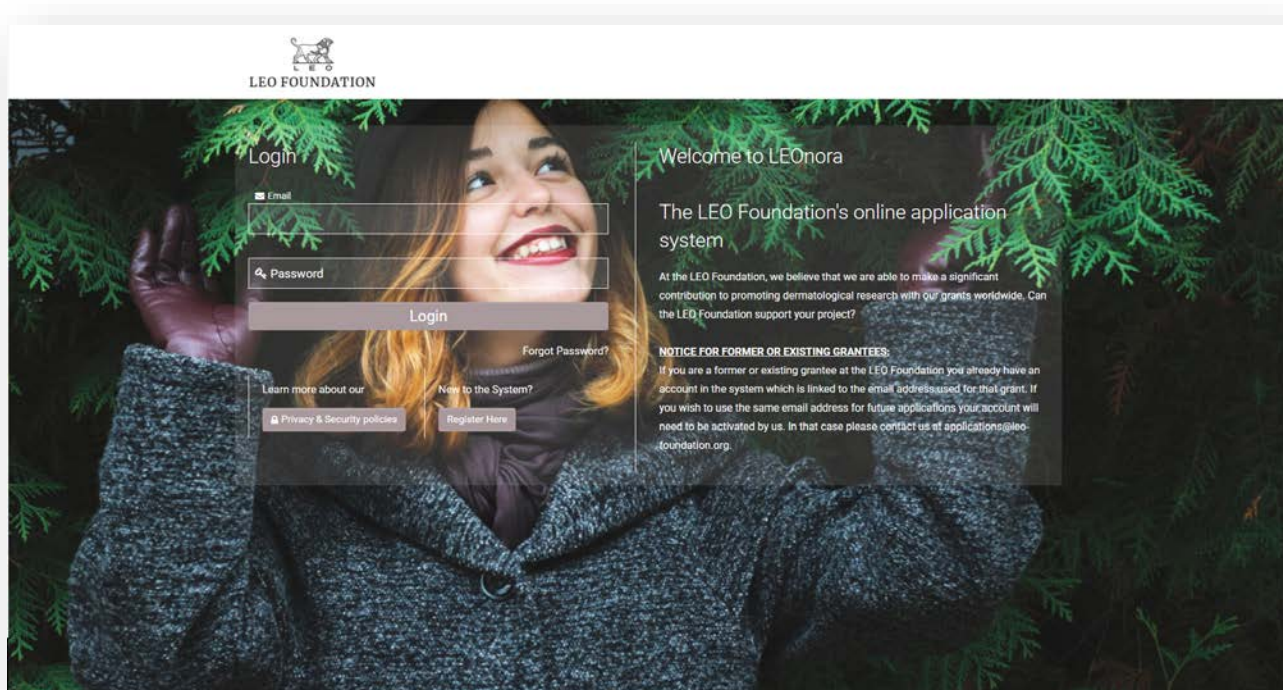 LEO
LEO FOUNDATION
Login
Email
Password
Login
Forgot Password?
Learn more about our
Privacy & Security policies
New to the System?
Register Here
Welcome to LEOnora
The LEO Foundation's online application
system
At the LEO Foundation, we believe that we are able to make a significant
contribution to promoting dermatological research with our grants worldwide. Can
the LEO Foundation support your project?
NOTICE FOR FORMER OR EXISTING GRANTEES:
If you are a former or existing grantee at the LEO Foundation you already have an
account in the system which is linked to the email address used for that grant. If
you wish to use the same email address for future applications your account will
need to be activated by us. In that case please contact us at applications@leo-
foundation.org.